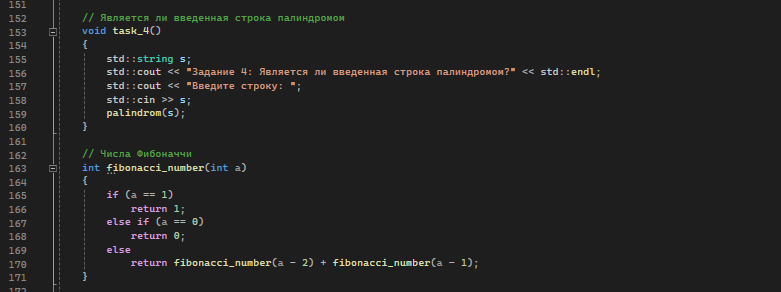 151
152 // Является ли введенная строка палиндромом
153 void task_4()
154 {
155 std::string s;
156 std::cout << "Задание 4: Является ли введенная строка палиндромом?" << std::endl;
157 std::cout << "Введите строку: ";
158 std::cin >> s;
159 palindrom(s);
160 }
161
162 // Числа Фибоначчи
163 int fibonacci_number(int a)
164 {
165 if (a == 1)
166 return 1;
167 else if (a == 0)
168 return 0;
169 else
170 return fibonacci_number(a - 2) + fibonacci_number(a - 1);
171 }
172